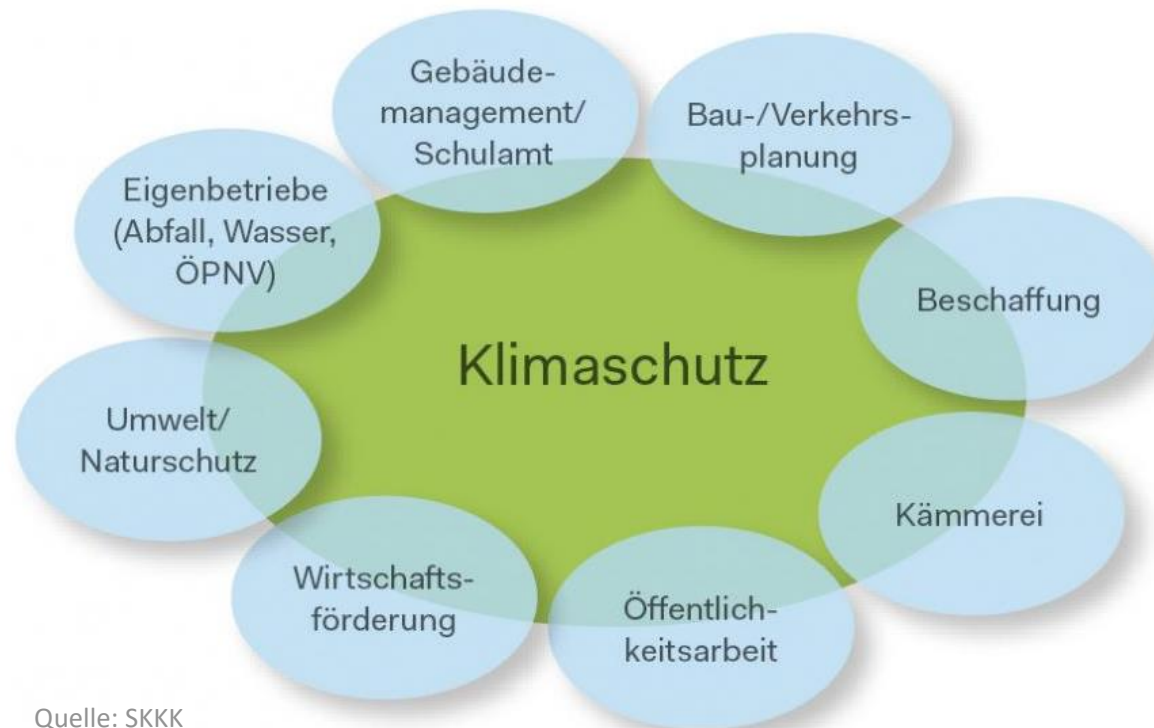 Gebäude-
management/
Schulamt
Bau-/Verkehrs-
planung
Eigenbetriebe
(Abfall, Wasser,
ÖPNV)
Beschaffung
Klimaschutz
Umwelt/
Naturschutz
Kämmerei
Wirtschafts-
förderung
Öffentlich-
keitsarbeit
Quelle: SKKK